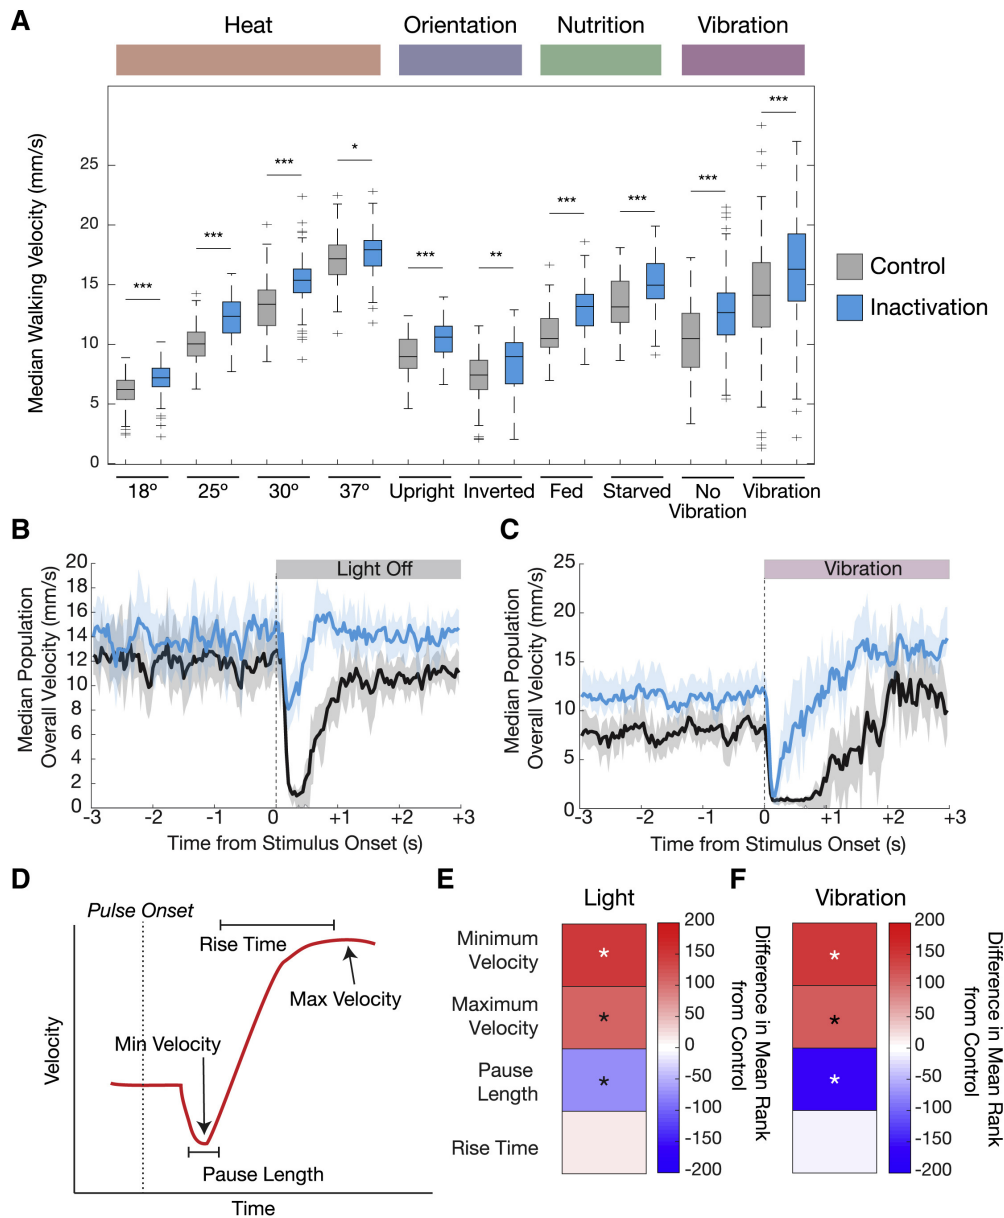 A
Heat Orientation Nutrition Vibration
Median Walking Velocity (mm/s)
25
20
15
10
5
0
*** *** *** * *** ** *** *** *** ***
Control
Inactivation
18º 25º 30º 37º Upright Inverted Fed Starved No Vibration Vibration
B
Median Population
Overall Velocity (mm/s)
20
18
16
14
12
10
8
6
4
2
0
Light Off
-3 -2 -1 0 +1 +2 +3
Time from Stimulus Onset (s)
C
Median Population
Overall Velocity (mm/s)
25
20
15
10
5
0
Vibration
-3 -2 -1 0 +1 +2 +3
Time from Stimulus Onset (s)
D
Pulse Onset
Rise Time
Max Velocity
Min Velocity
Pause Length
Velocity
Time
E
Light
Minimum
Velocity
Maximum
Velocity
Pause
Length
Rise Time
*
*
*
200
150
100
50
0
-50
-100
-150
-200
Difference in Mean Rank
from Control
F
Vibration
*
*
*
200
150
100
50
0
-50
-100
-150
-200
Difference in Mean Rank
from Control